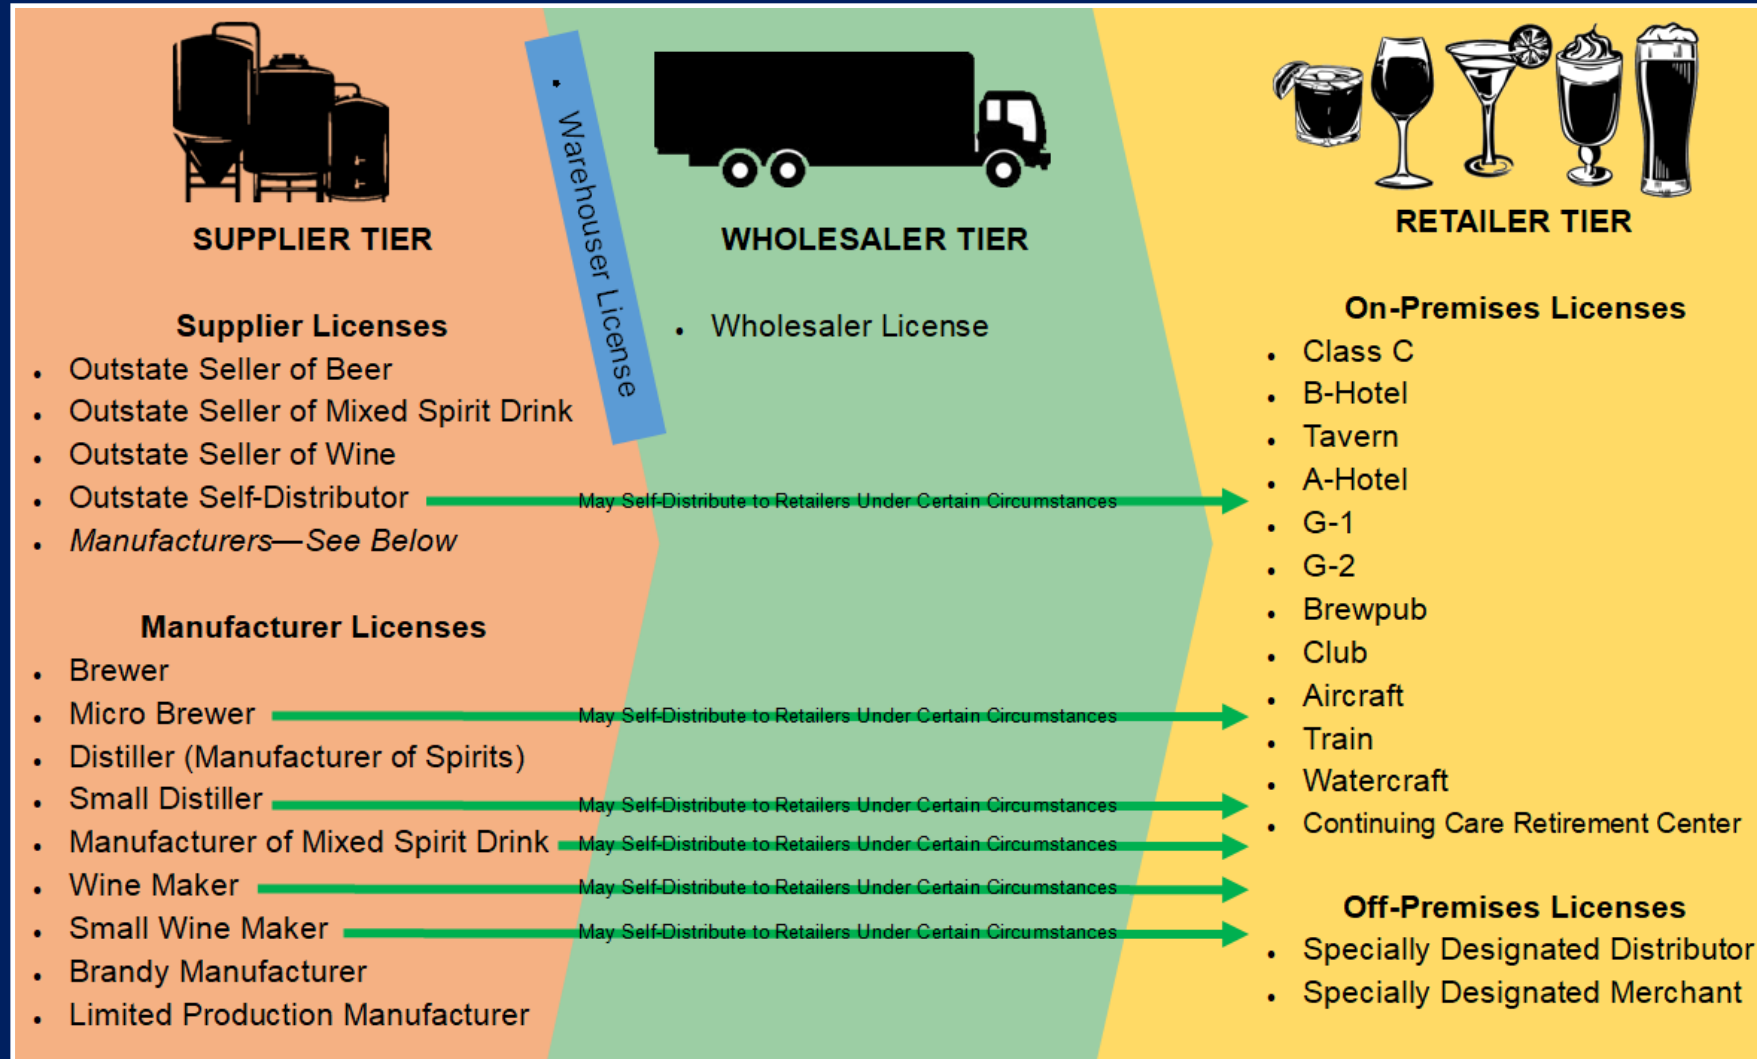 SUPPLIER TIER
Supplier Licenses
• Outstate Seller of Beer
• Outstate Seller of Mixed Spirit Drink
• Outstate Seller of Wine
• Outstate Self-Distributor
May Self-Distribute to Retailers Under Certain Circumstances
• Manufacturers—See Below
Manufacturer Licenses
• Brewer
• Micro Brewer
May Self-Distribute to Retailers Under Certain Circumstances
• Distiller (Manufacturer of Spirits)
• Small Distiller
May Self-Distribute to Retailers Under Certain Circumstances
• Manufacturer of Mixed Spirit Drink
May Self-Distribute to Retailers Under Certain Circumstances
• Wine Maker
May Self-Distribute to Retailers Under Certain Circumstances
• Small Wine Maker
May Self-Distribute to Retailers Under Certain Circumstances
• Brandy Manufacturer
• Limited Production Manufacturer
• Warehouser License
WHOLESALER TIER
• Wholesaler License
RETAILER TIER
On-Premises Licenses
• Class C
• B-Hotel
• Tavern
• A-Hotel
• G-1
• G-2
• Brewpub
• Club
• Aircraft
• Train
• Watercraft
• Continuing Care Retirement Center
Off-Premises Licenses
• Specially Designated Distributor
• Specially Designated Merchant